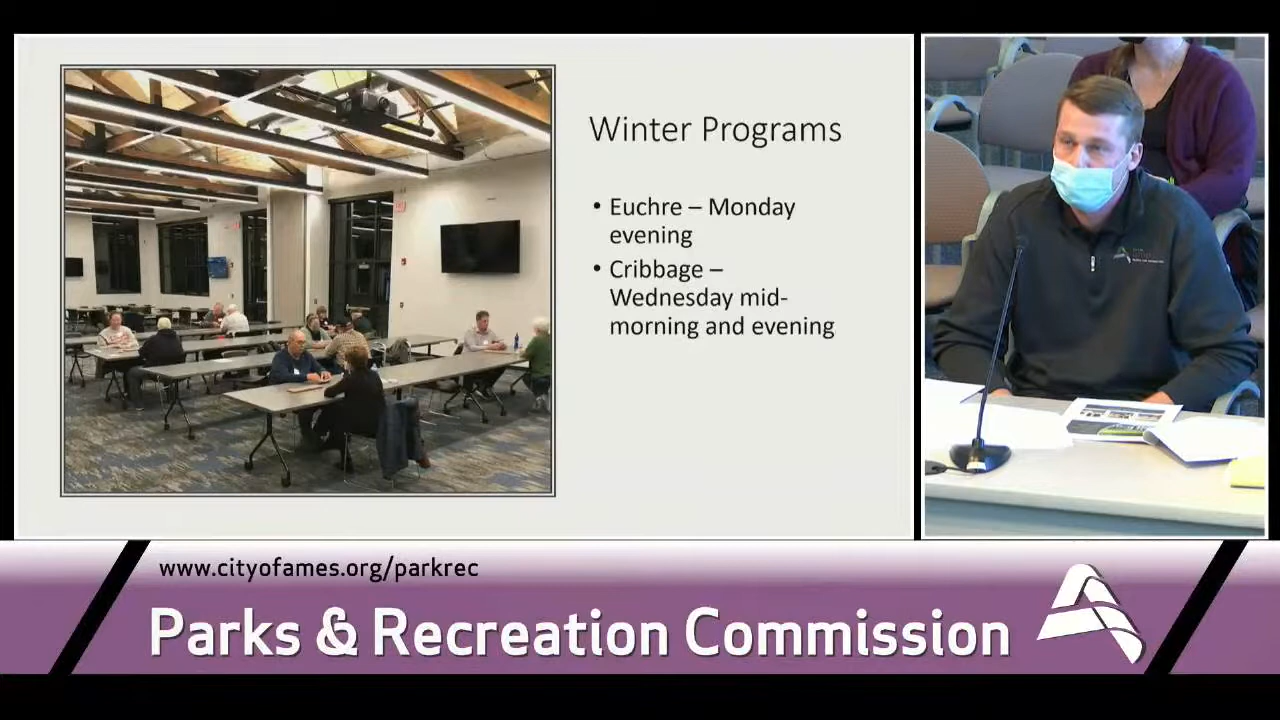 Winter Programs
• Euchre – Monday
evening
• Cribbage –
Wednesday mid-
morning and evening
www.cityofames.org/parkrec
Parks & Recreation Commission